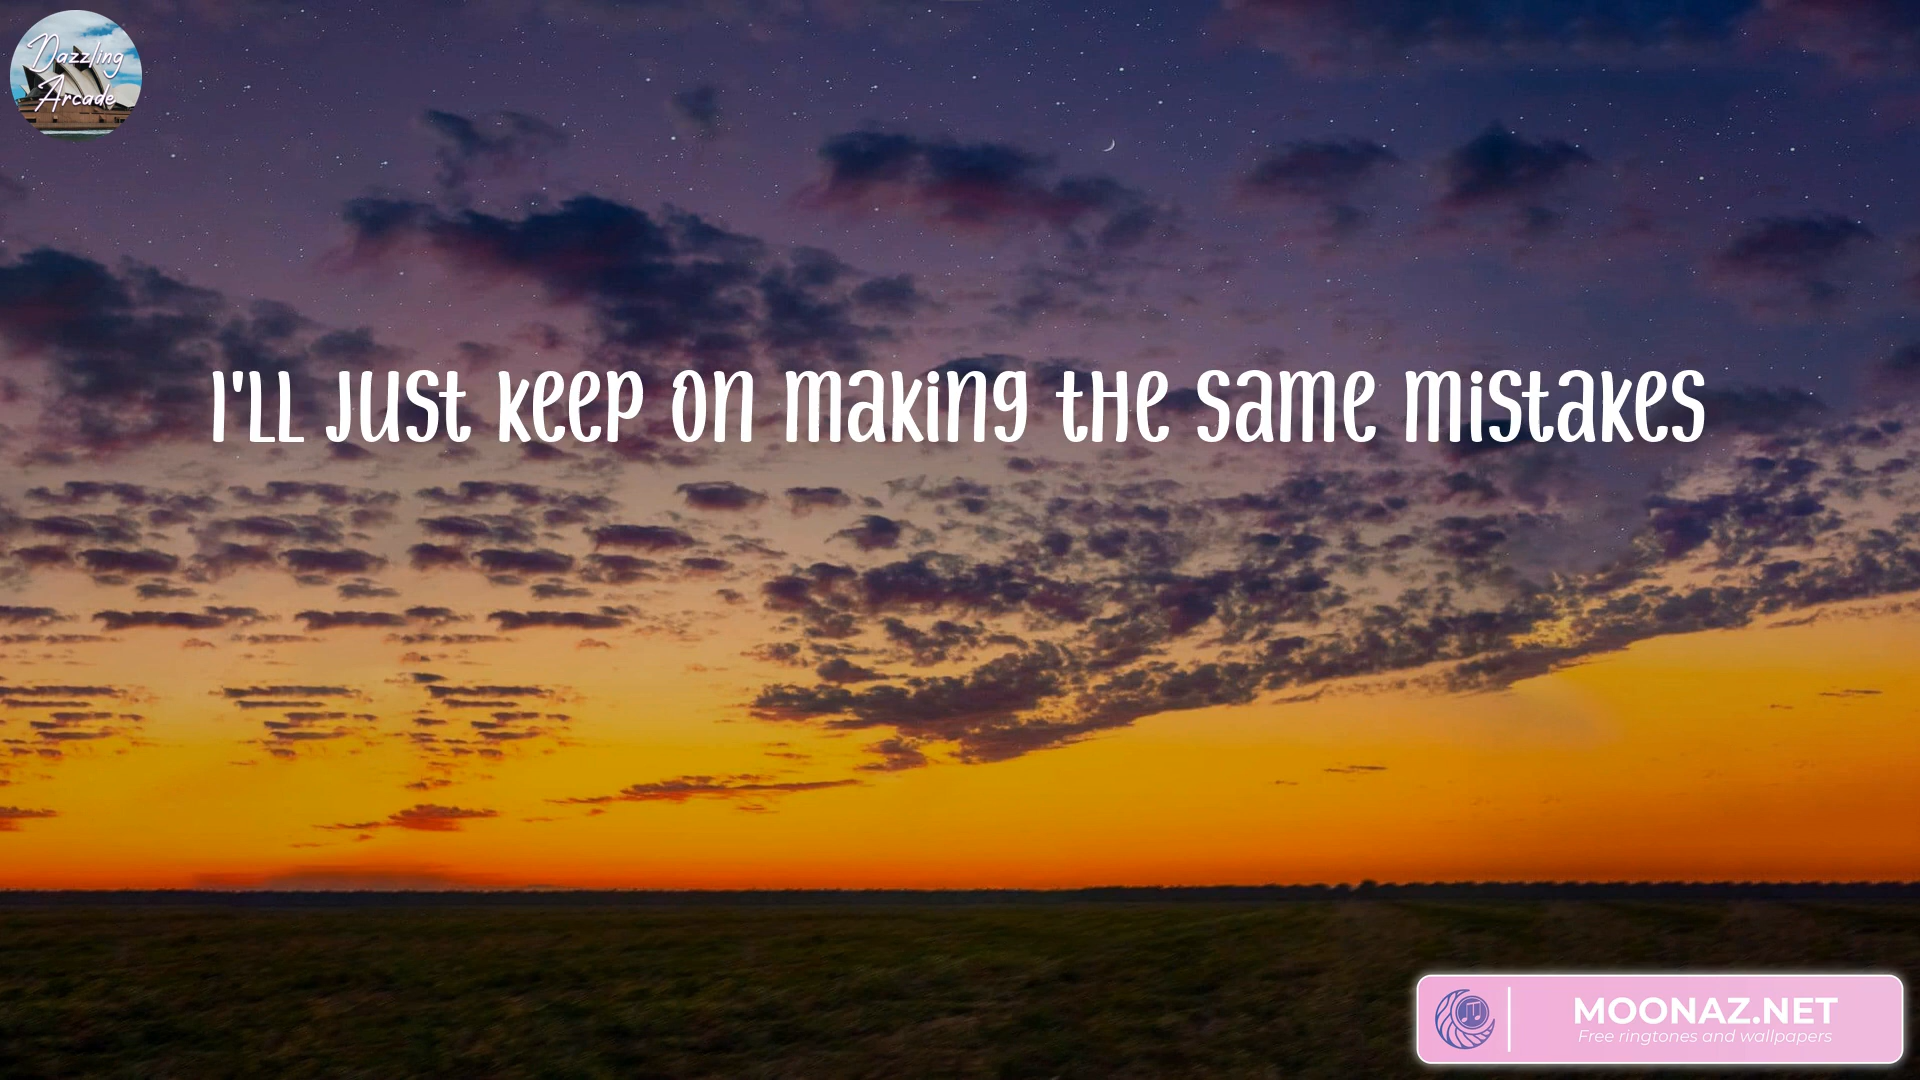 Dazzling
Arcade
I'LL JUST KEEP ON MAKING THE SAME MISTAKES
MOONAZ.NET
Free ringtones and wallpapers